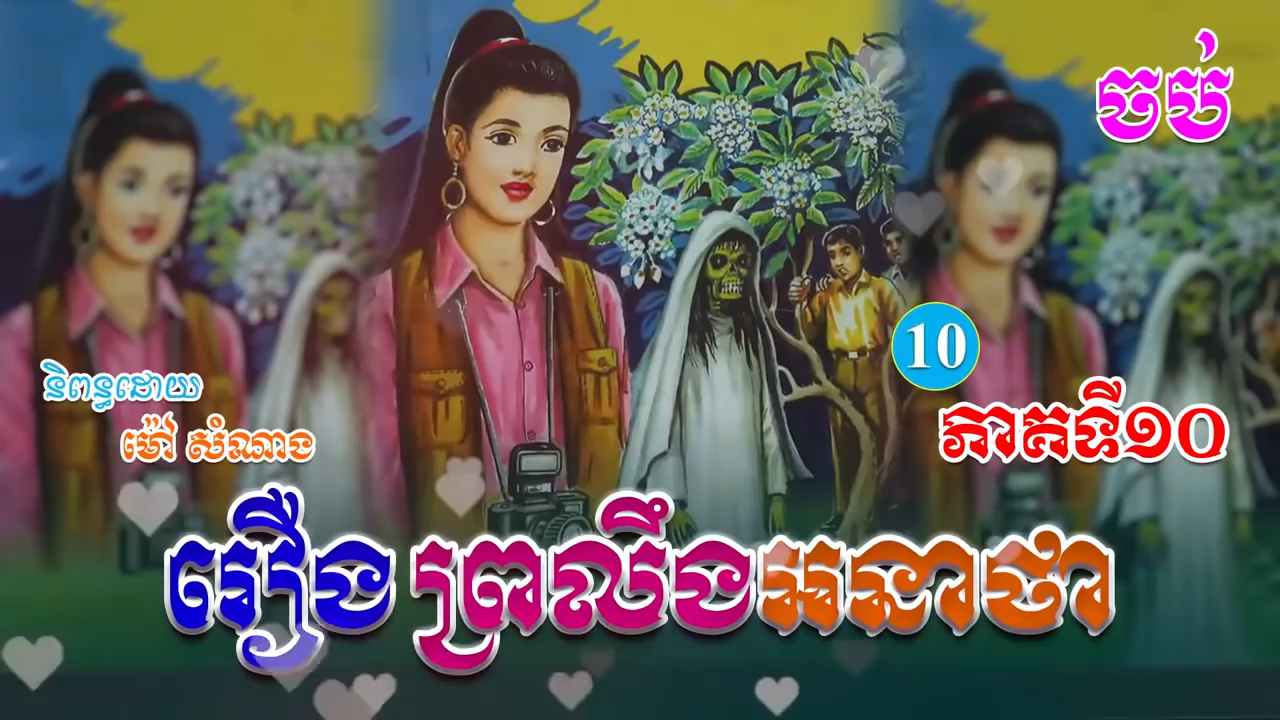 ចប់
និពន្ធដោយ
ម៉ៅ សំណាង
10
ភាគទី១០
រឿង ព្រលឹងអនាថា